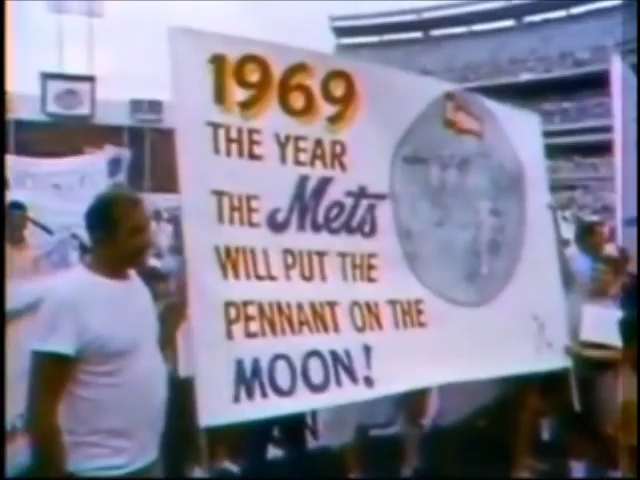 1969
THE YEAR
THE Mets
WILL PUT THE
PENNANT ON THE
MOON!